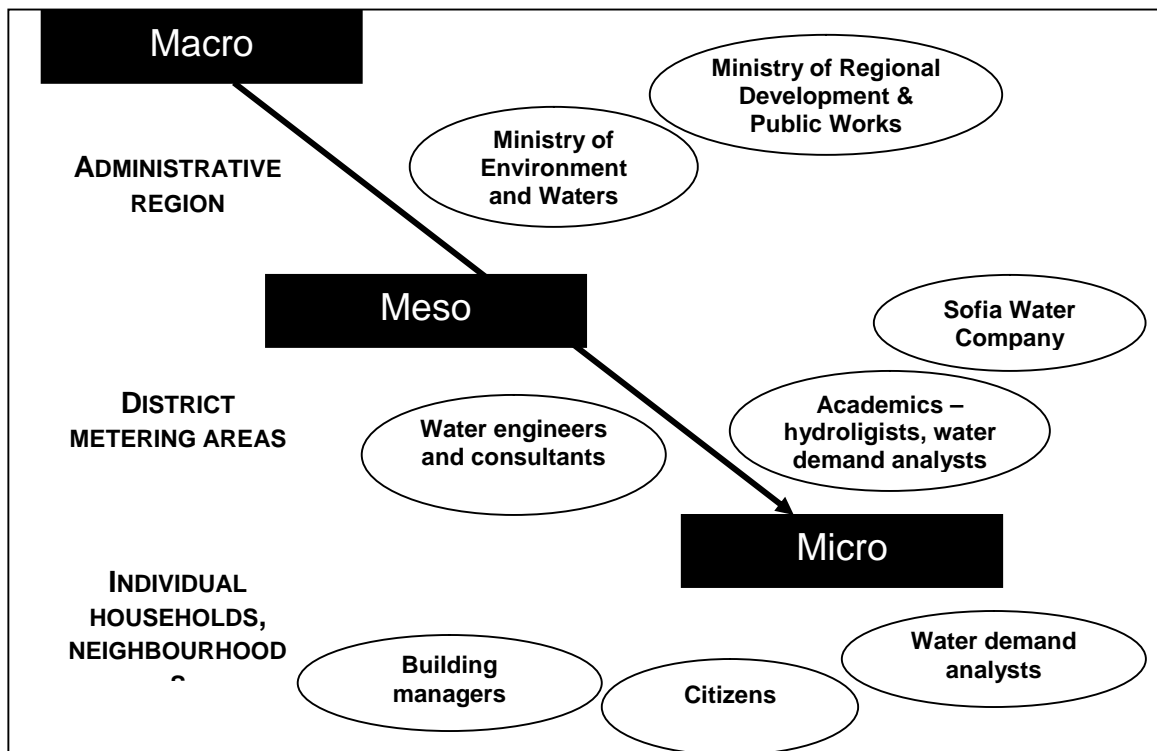 Macro
Ministry of Regional
Development &
Public Works
Ministry of
Environment
and Waters
ADMINISTRATIVE
REGION
Meso
Sofia Water
Company
DISTRICT
METERING AREAS
Water engineers
and consultants
Academics –
hydroligists, water
demand analysts
Micro
INDIVIDUAL
HOUSEHOLDS,
NEIGHBOURHOOD
S
Building
managers
Citizens
Water demand
analysts